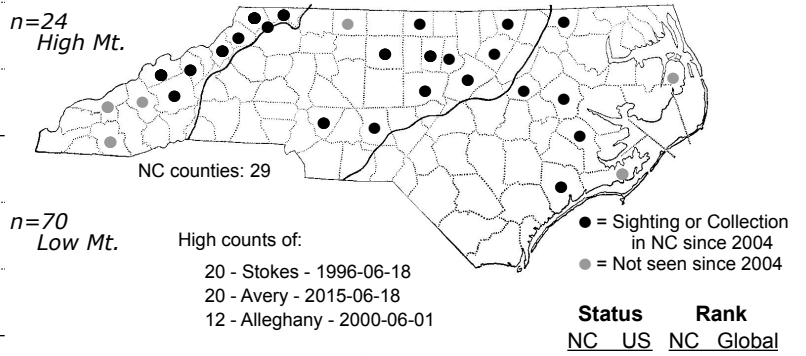 n=24
High Mt.
NC counties: 29
n=70
Low Mt.
High counts of:
20 - Stokes - 1996-06-18
20 - Avery - 2015-06-18
12 - Alleghany - 2000-06-01
● = Sighting or Collection
in NC since 2004
● = Not seen since 2004
Status Rank
NC US NC Global